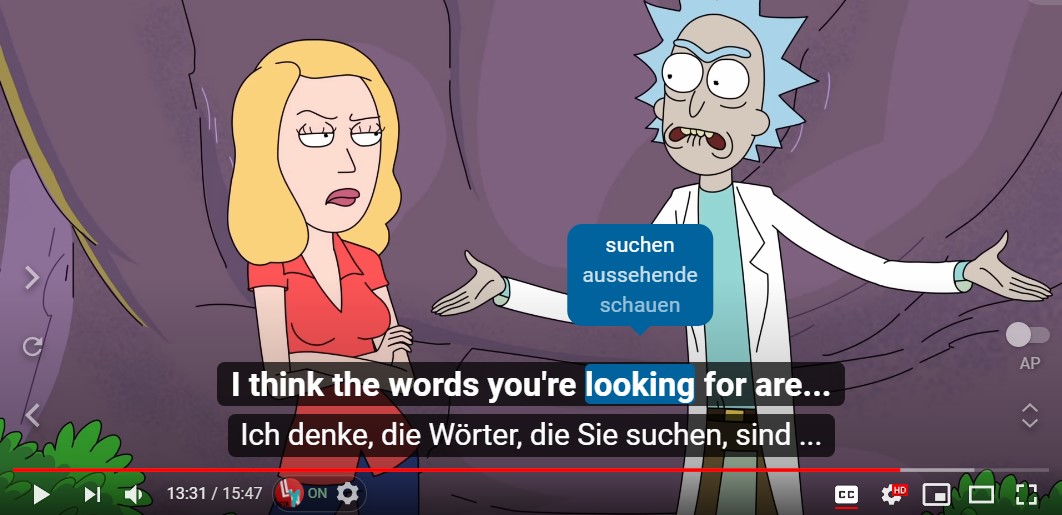 suchen
aussehende
schauen
AP
I think the words you're looking for are...
Ich denke, die Wörter, die Sie suchen, sind ...
13:31 / 15:47
ON
CC
HD